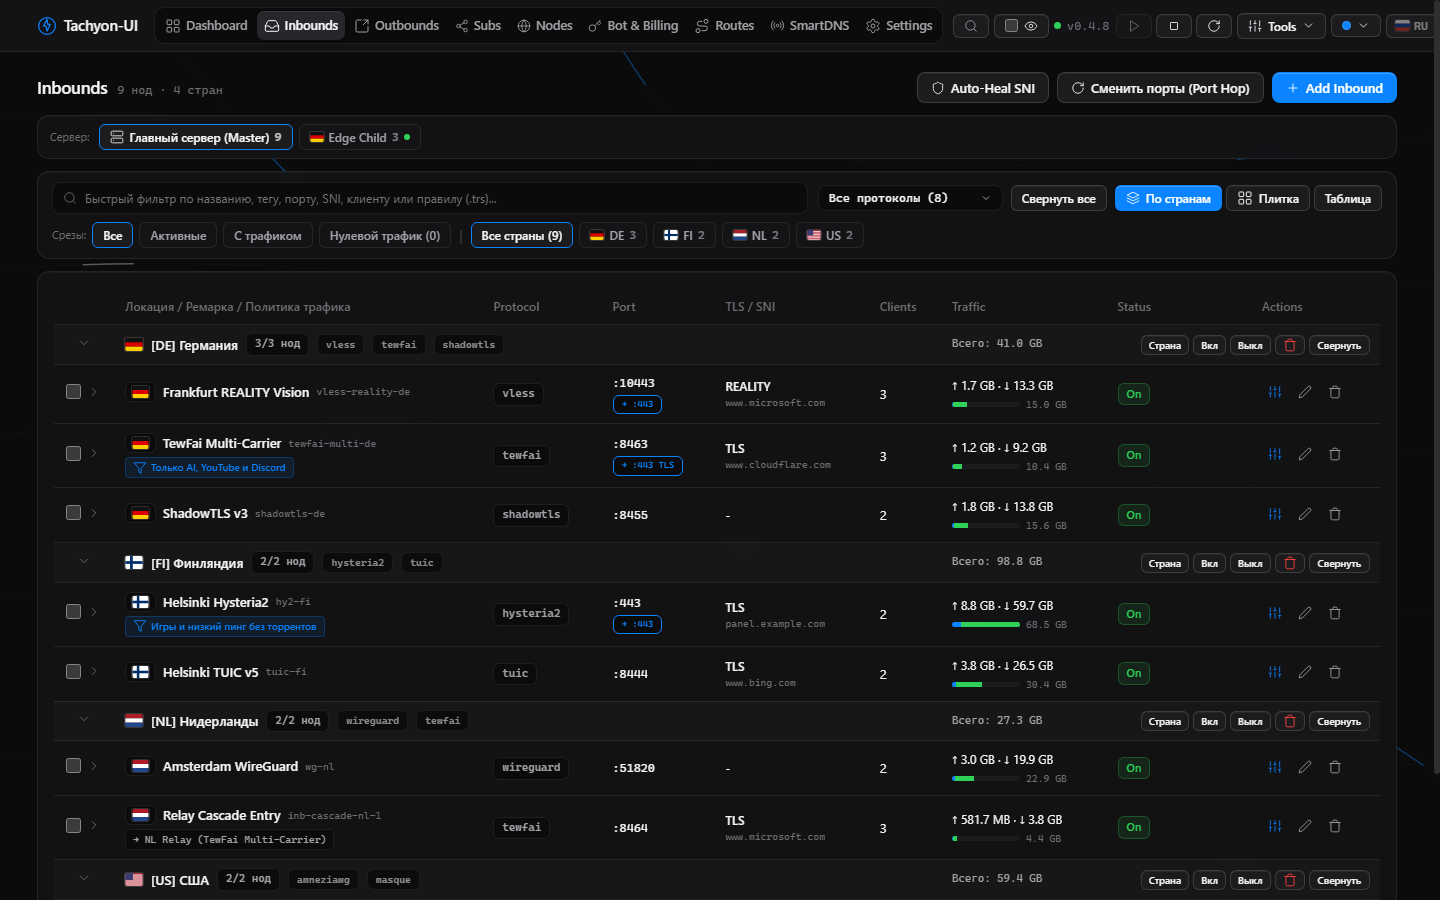 Tachyon-UI Dashboard Inbounds Outbounds Subs Nodes Bot & Billing Routes SmartDNS Settings v0.4.8 Tools RU
Inbounds 9 нод · 4 стран Auto-Heal SNI Сменить порты (Port Hop) + Add Inbound
Сервер: Главный сервер (Master) 9 Edge Child 3
Быстрый фильтр по названию, тегу, порту, SNI, клиенту или правилу (.trs)... Все протоколы (8) Свернуть все По странам Плитка Таблица
Срезы: Все Активные С трафиком Нулевой трафик (0) | Все страны (9) DE 3 FI 2 NL 2 US 2
Локация / Ремарка / Политика трафика Protocol Port TLS / SNI Clients Traffic Status Actions
[DE] Германия 3/3 нод vless tewfai shadowtls Всего: 41.0 GB Страна Вкл Выкл Свернуть
Frankfurt REALITY Vision vless-reality-de vless :10443 REALITY 3 ↑ 1.7 GB · ↓ 13.3 GB On
→ :443 www.microsoft.com 15.0 GB
TewFai Multi-Carrier tewfai-multi-de tewfai :8463 TLS 3 ↑ 1.2 GB · ↓ 9.2 GB On
Только AI, YouTube и Discord → :443 TLS www.cloudflare.com 10.4 GB
ShadowTLS v3 shadowtls-de shadowtls :8455 - 2 ↑ 1.8 GB · ↓ 13.8 GB On
15.6 GB
[FI] Финляндия 2/2 нод hysteria2 tuic Всего: 98.8 GB Страна Вкл Выкл Свернуть
Helsinki Hysteria2 hy2-fi hysteria2 :443 TLS 2 ↑ 8.8 GB · ↓ 59.7 GB On
Игры и низкий пинг без торрентов → :443 panel.example.com 68.5 GB
Helsinki TUIC v5 tuic-fi tuic :8444 TLS 2 ↑ 3.8 GB · ↓ 26.5 GB On
www.bing.com 30.4 GB
[NL] Нидерланды 2/2 нод wireguard tewfai Всего: 27.3 GB Страна Вкл Выкл Свернуть
Amsterdam WireGuard wg-nl wireguard :51820 - 2 ↑ 3.0 GB · ↓ 19.9 GB On
22.9 GB
Relay Cascade Entry inb-cascade-nl-1 tewfai :8464 TLS 3 ↑ 581.7 MB · ↓ 3.8 GB On
→ NL Relay (TewFai Multi-Carrier) www.microsoft.com 4.4 GB
[US] США 2/2 нод amneziawg masque Всего: 59.4 GB Страна Вкл Выкл Свернуть